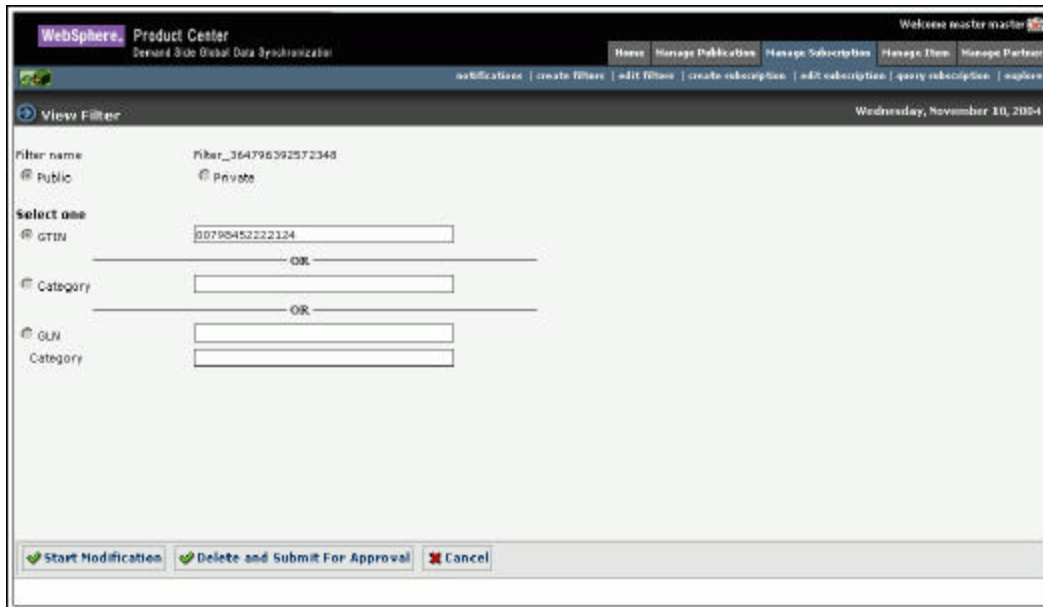 Welcome master master
WebSphere. Product Center
Demand Side Global Data Synchronization
Home Manage Publication Manage Subscription Manage Item Manage Partner
notifications | create filters | edit filters | create subscription | edit subscription | query subscription | explore
View Filter Wednesday, November 10, 2004
Filter name Filter_364796392572348
Public Private
Select one
GTIN 00798452222124
OR
Category
OR
GLN
Category
Start Modification Delete and Submit For Approval Cancel